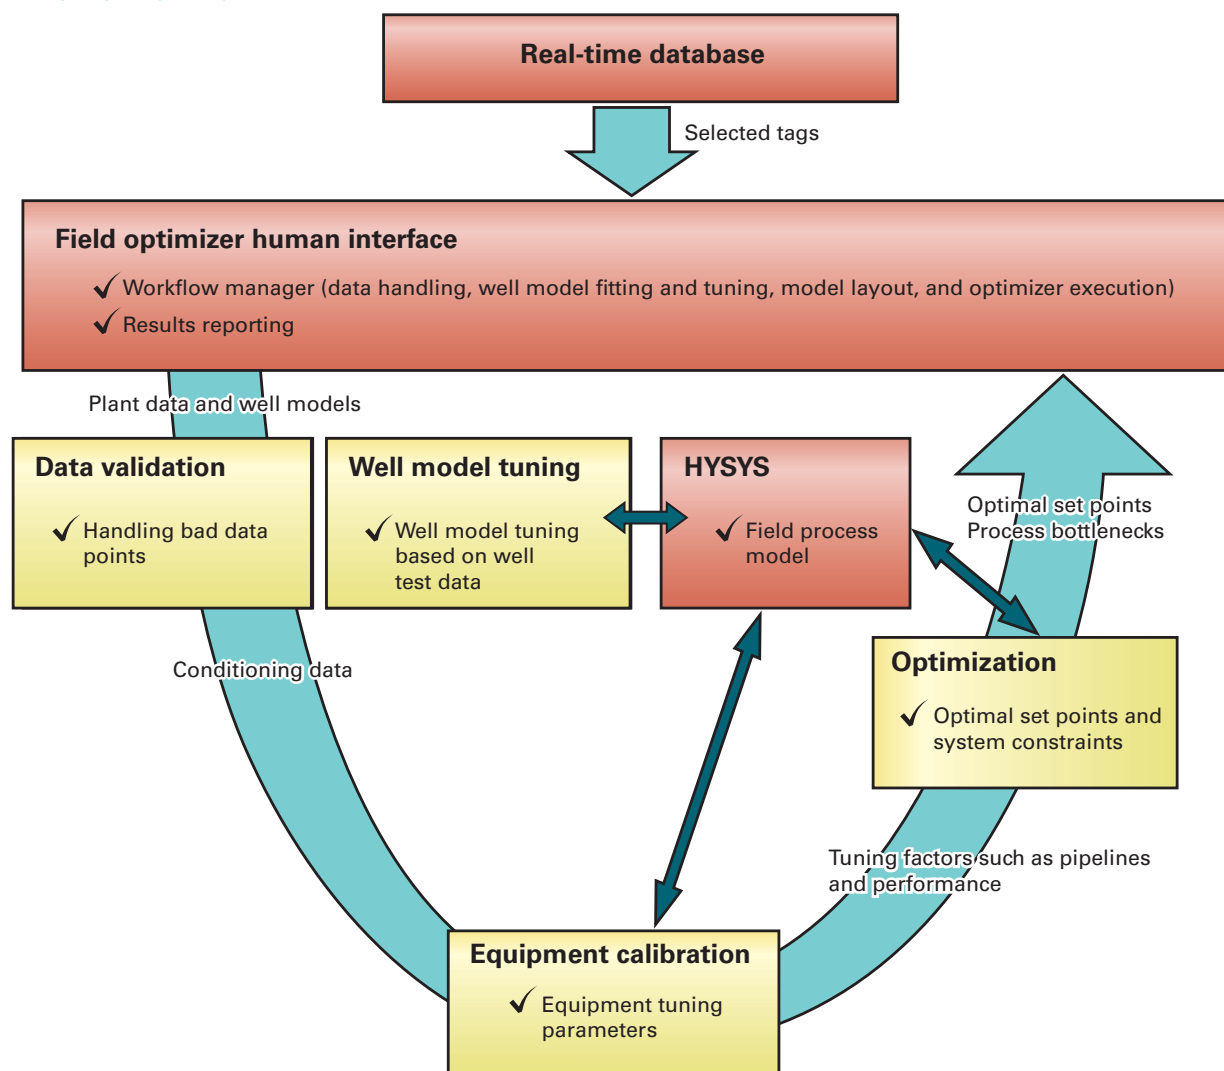 Real-time database
Selected tags
Field optimizer human interface
✓ Workflow manager (data handling, well model fitting and tuning, model layout, and optimizer execution)
✓ Results reporting
Plant data and well models
Data validation
✓ Handling bad data
points
Well model tuning
✓ Well model tuning
based on well
test data
HYSYS
✓ Field process
model
Optimal set points
Process bottlenecks
Conditioning data
Optimization
✓ Optimal set points and
system constraints
Tuning factors such as pipelines
and performance
Equipment calibration
✓ Equipment tuning
parameters